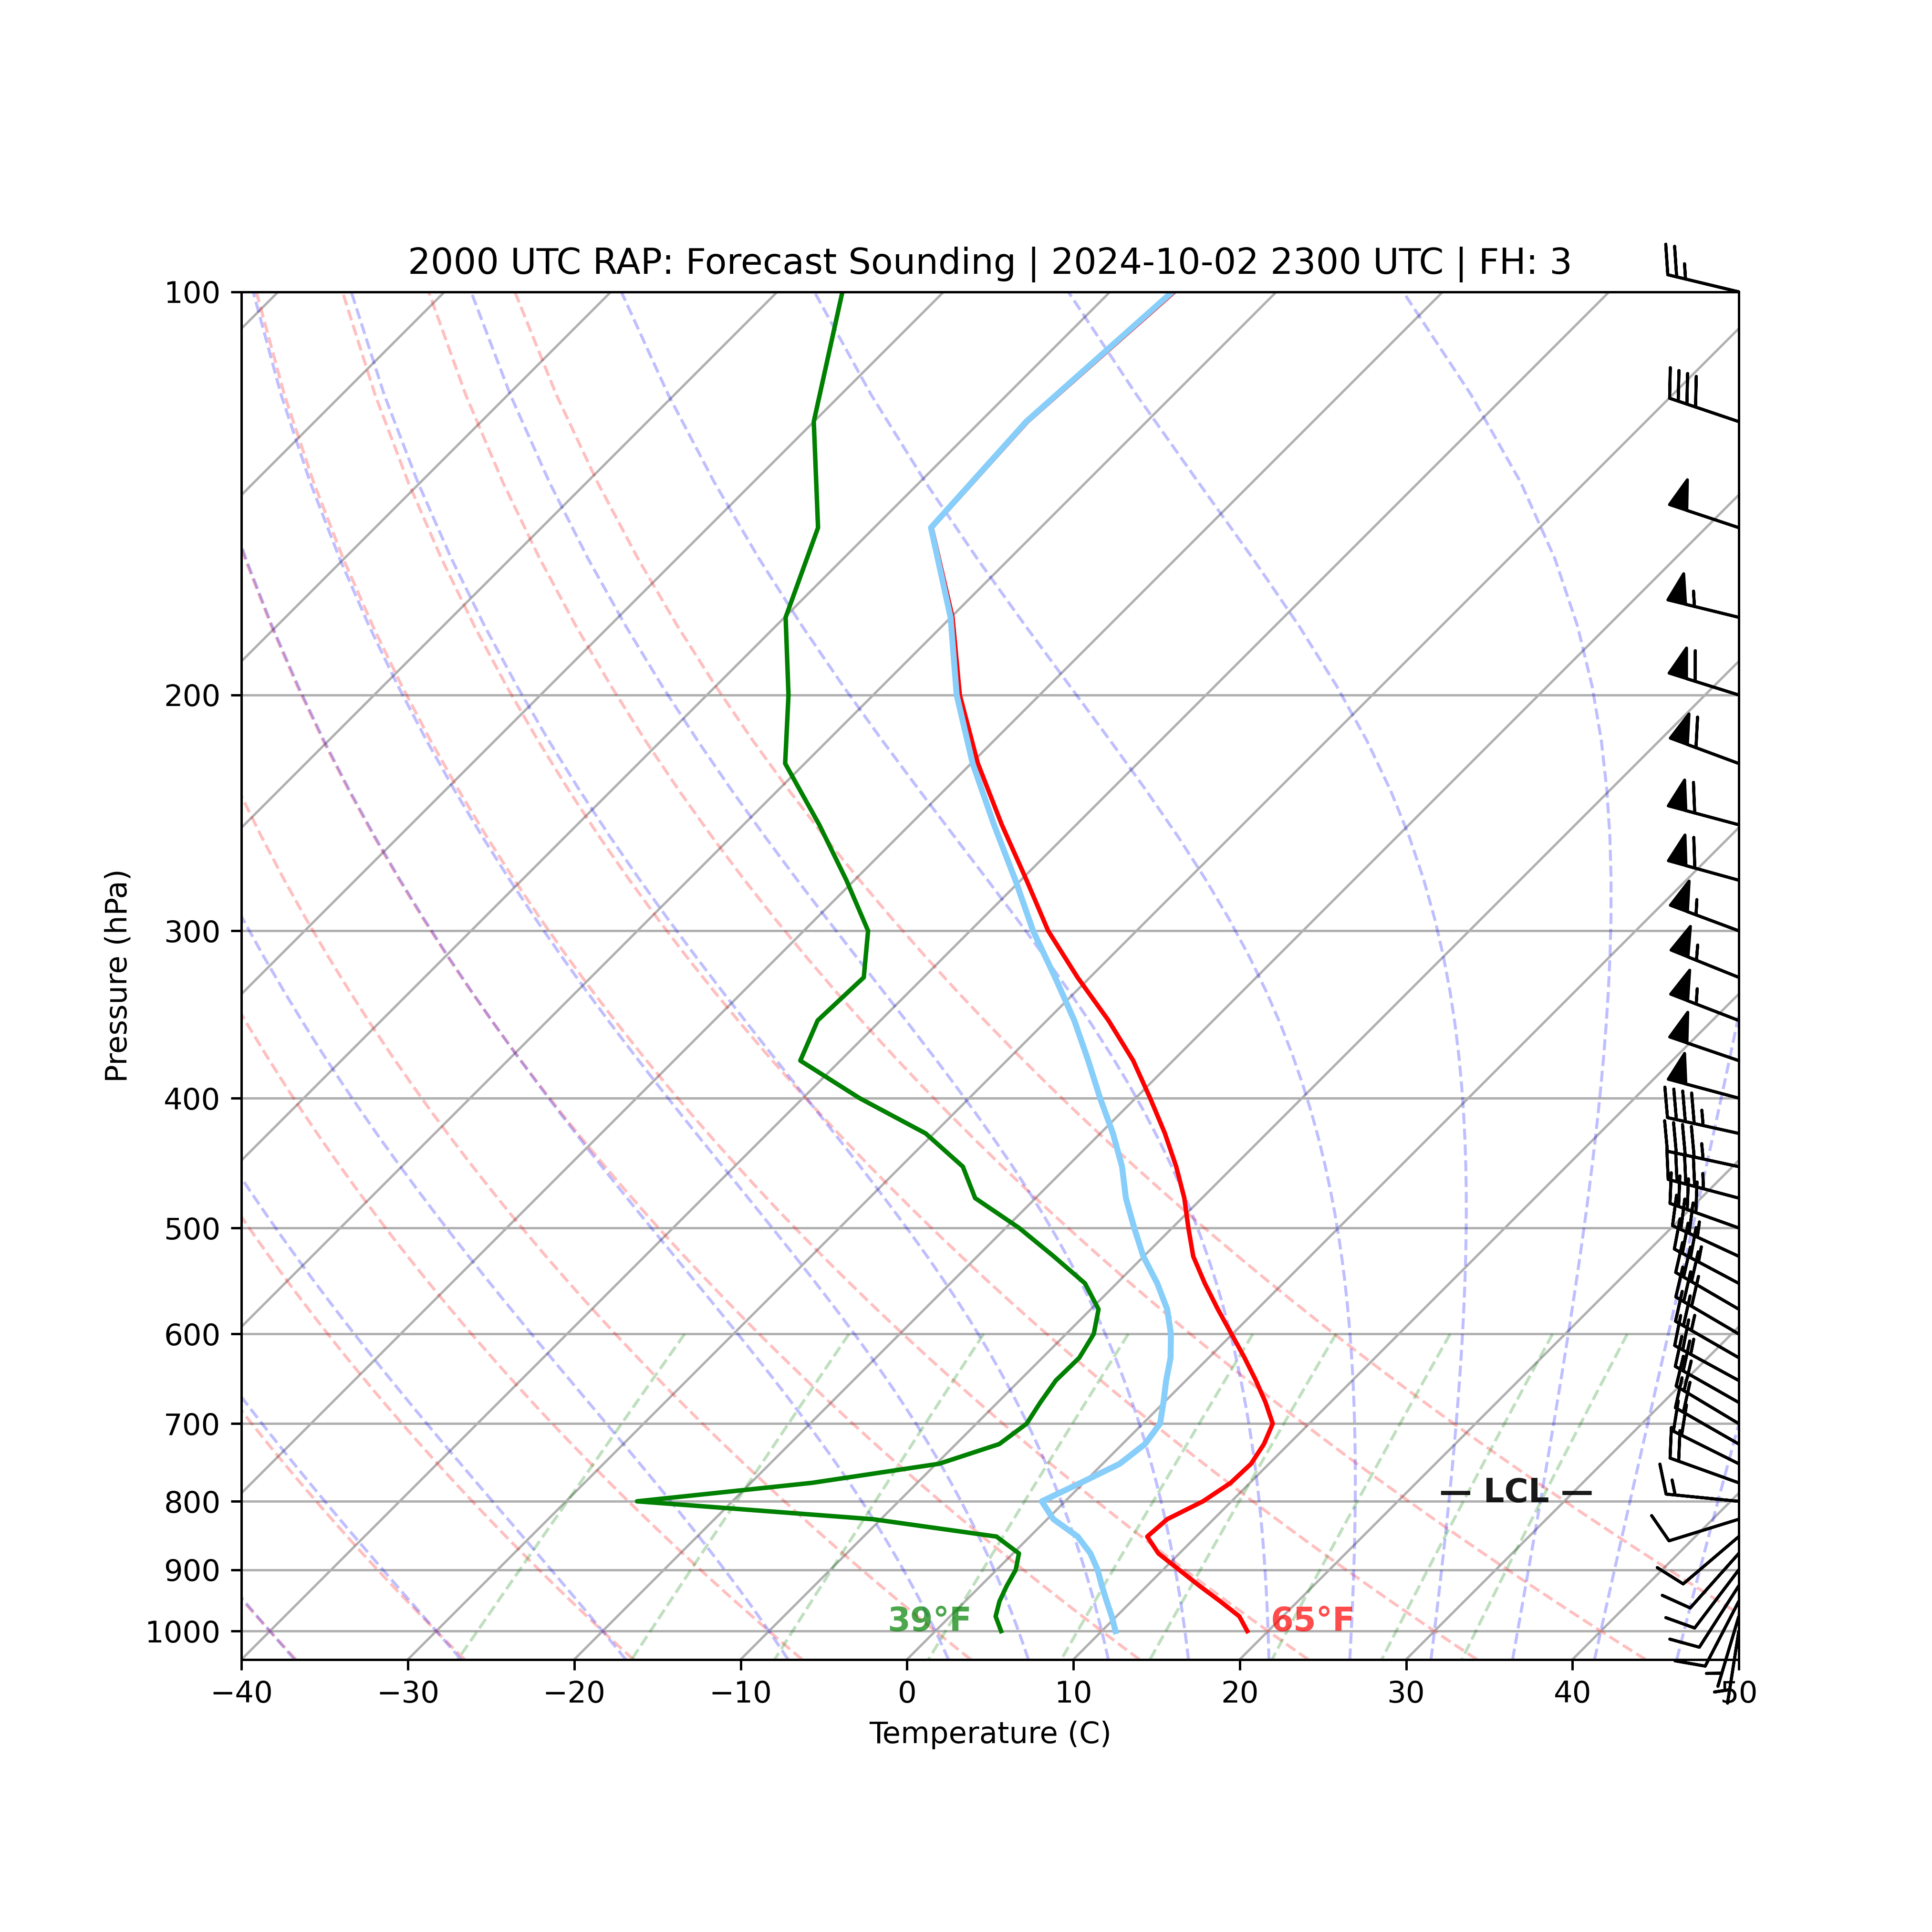 2000 UTC RAP: Forecast Sounding | 2024-10-02 2300 UTC | FH: 3
100
200
300
400
500
600
700
800
900
1000
Pressure (hPa)
— LCL —
39°F
65°F
−40 −30 −20 −10 0 10 20 30 40 50
Temperature (C)